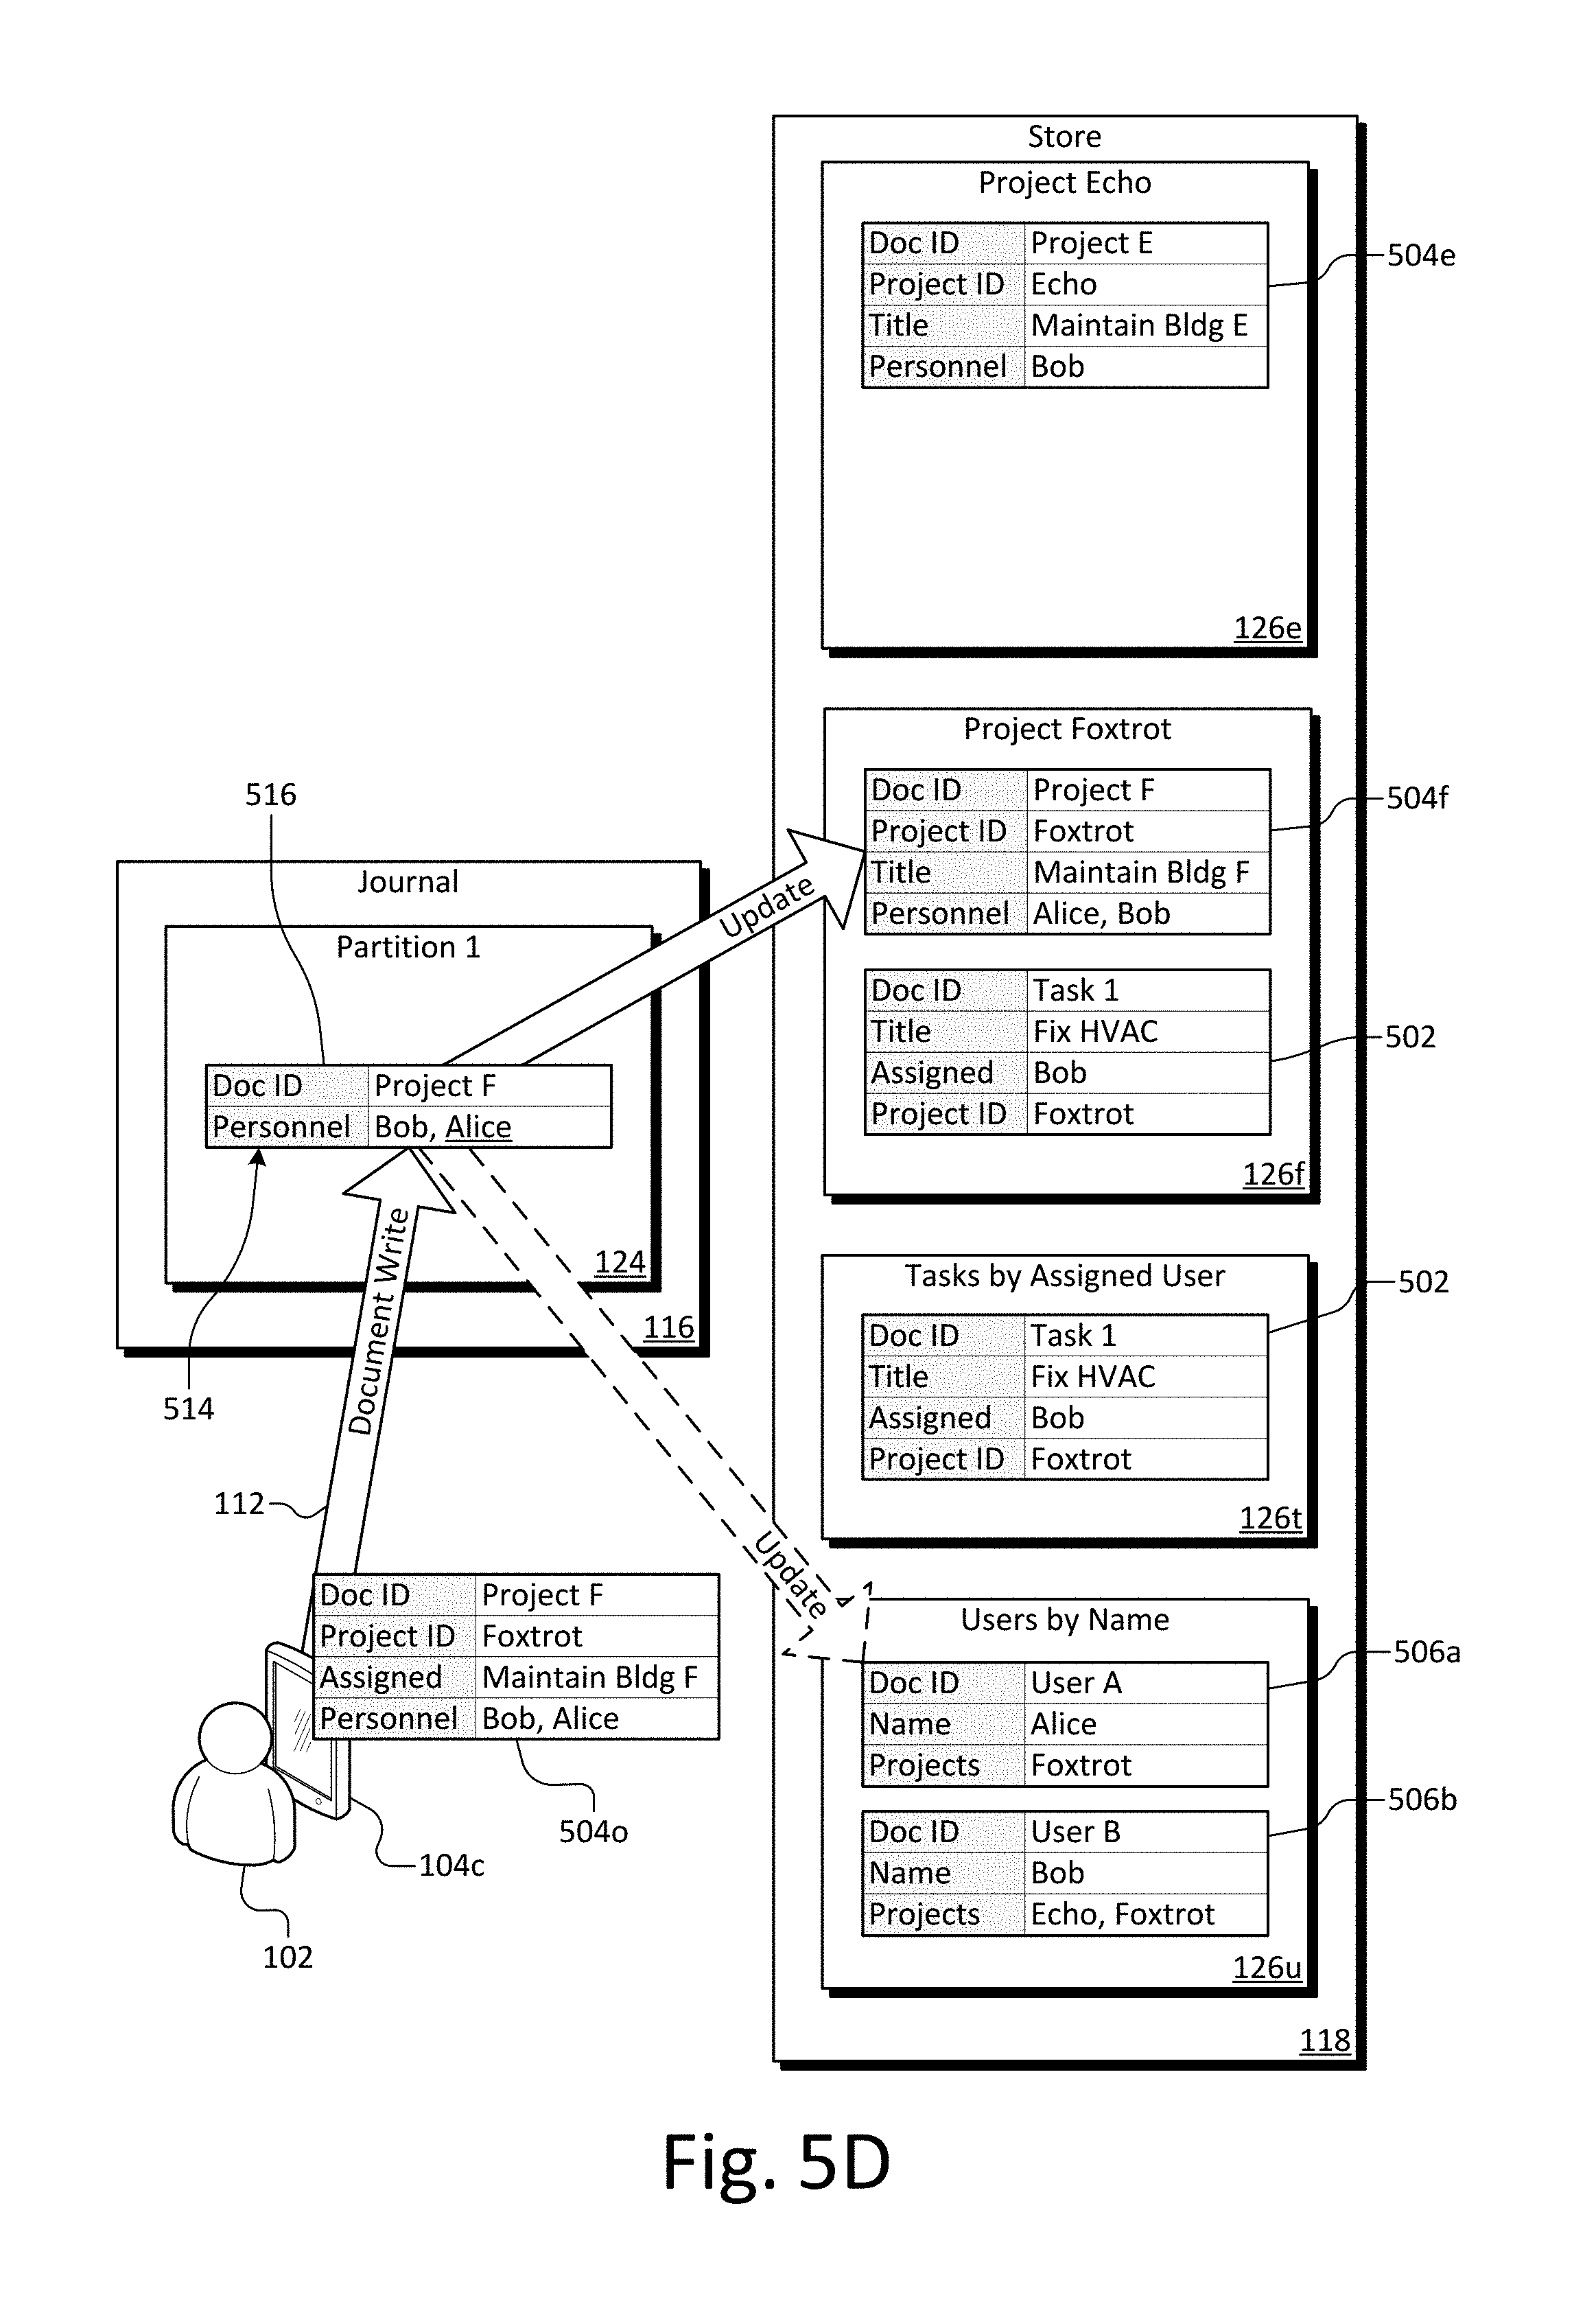 Store
Project Echo
Doc ID Project E
Project ID Echo
Title Maintain Bldg E
Personnel Bob
504e
126e
Project Foxtrot
Doc ID Project F
Project ID Foxtrot
Title Maintain Bldg F
Personnel Alice, Bob
504f
Doc ID Task 1
Title Fix HVAC
Assigned Bob
Project ID Foxtrot
502
126f
Tasks by Assigned User
Doc ID Task 1
Title Fix HVAC
Assigned Bob
Project ID Foxtrot
502
126t
Users by Name
Doc ID User A
Name Alice
Projects Foxtrot
506a
Doc ID User B
Name Bob
Projects Echo, Foxtrot
506b
126u
118
516
Journal
Partition 1
Doc ID Project F
Personnel Bob, Alice
124
116
514
Update
Update
Document Write
112
Doc ID Project F
Project ID Foxtrot
Assigned Maintain Bldg F
Personnel Bob, Alice
504o
104c
102
Fig. 5D